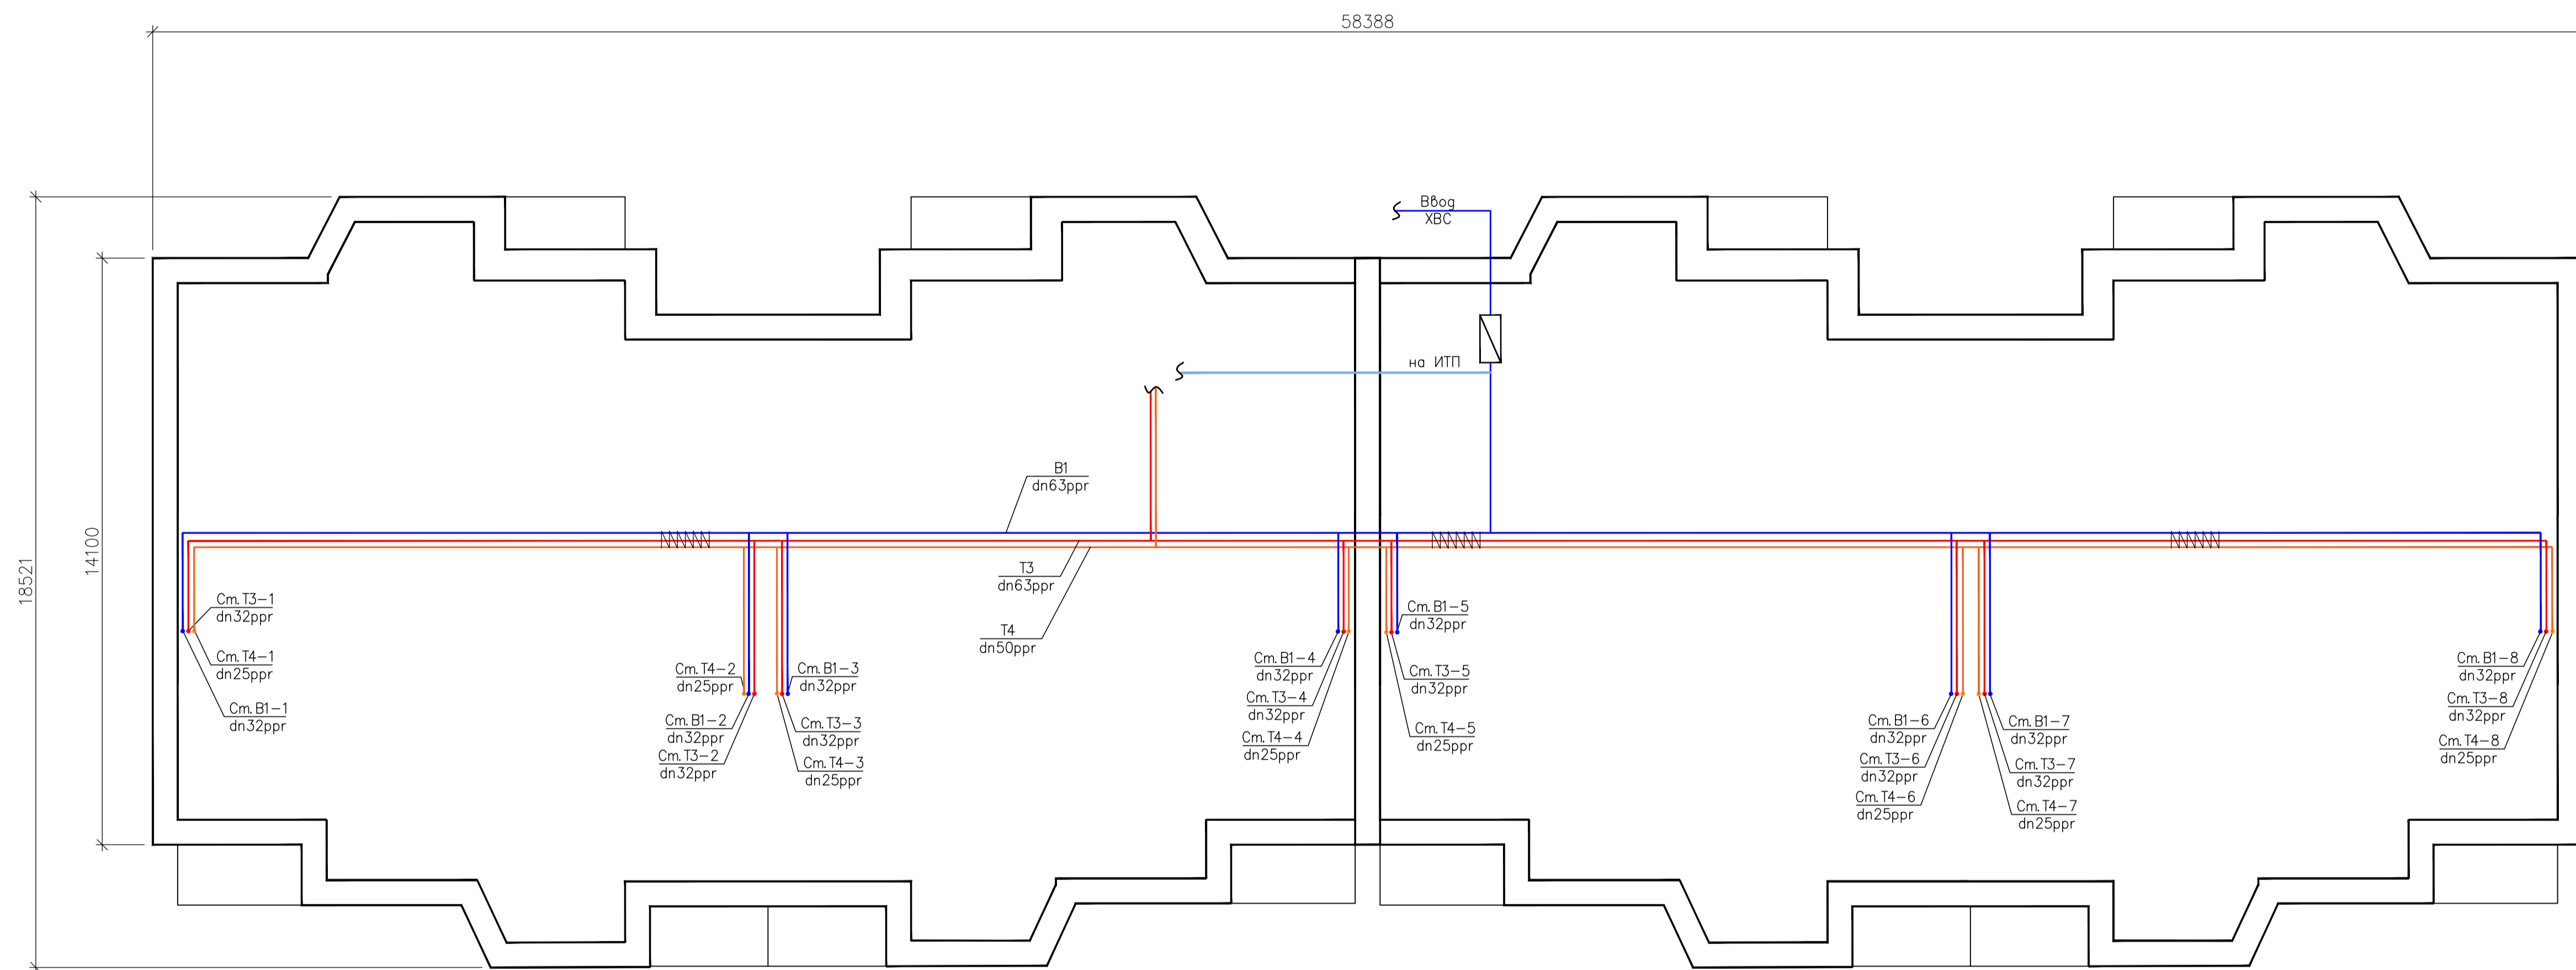 58388
18521
14100
Ввод
ХВС
на ИТП
В1
dn63ppr
Т3
dn63ppr
Т4
dn50ppr
Ст.Т3-1
dn32ppr
Ст.Т4-1
dn25ppr
Ст.В1-1
dn32ppr
Ст.Т4-2
dn25ppr
Ст.В1-2
dn32ppr
Ст.Т3-2
dn32ppr
Ст.В1-3
dn32ppr
Ст.Т3-3
dn32ppr
Ст.Т4-3
dn25ppr
Ст.В1-4
dn32ppr
Ст.Т3-4
dn32ppr
Ст.Т4-4
dn25ppr
Ст.В1-5
dn32ppr
Ст.Т3-5
dn32ppr
Ст.Т4-5
dn25ppr
Ст.В1-6
dn32ppr
Ст.Т3-6
dn32ppr
Ст.Т4-6
dn25ppr
Ст.В1-7
dn32ppr
Ст.Т3-7
dn32ppr
Ст.Т4-7
dn25ppr
Ст.В1-8
dn32ppr
Ст.Т3-8
dn32ppr
Ст.Т4-8
dn25ppr